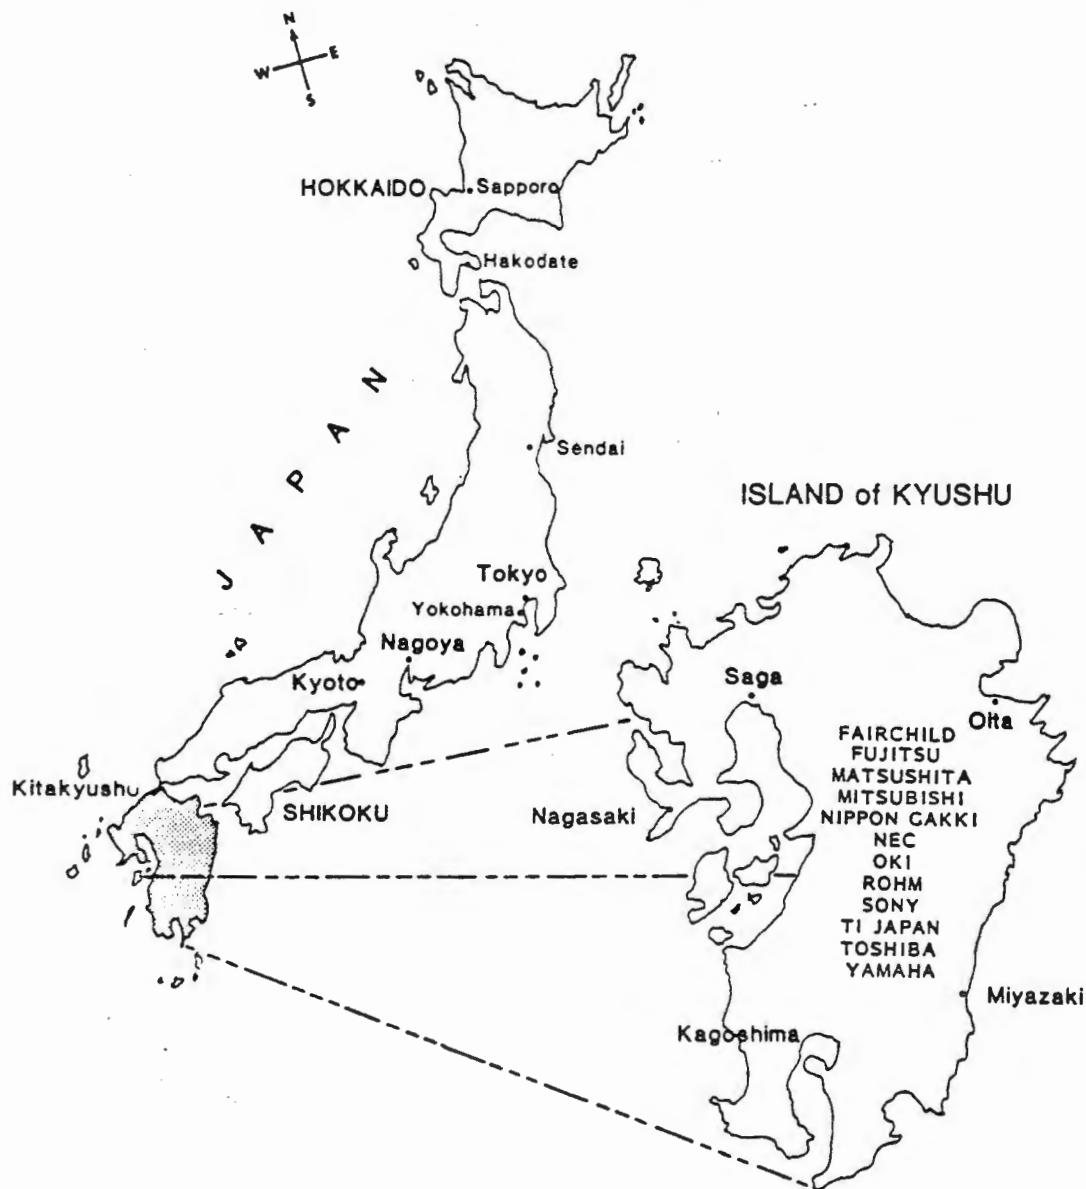 N
W E
S
HOKKAIDO
Sapporo
Hakodate
JAPAN
Sendai
ISLAND of KYUSHU
Tokyo
Yokohama
Nagoya
Kyoto
Kitakyushu
SHIKOKU
Saga
Oita
FAIRCHILD
FUJITSU
MATSUSHITA
MITSUBISHI
NIPPON GAKKI
NEC
OKI
ROHM
SONY
TI JAPAN
TOSHIBA
YAMAHA
Nagasaki
Miyazaki
Kagoshima